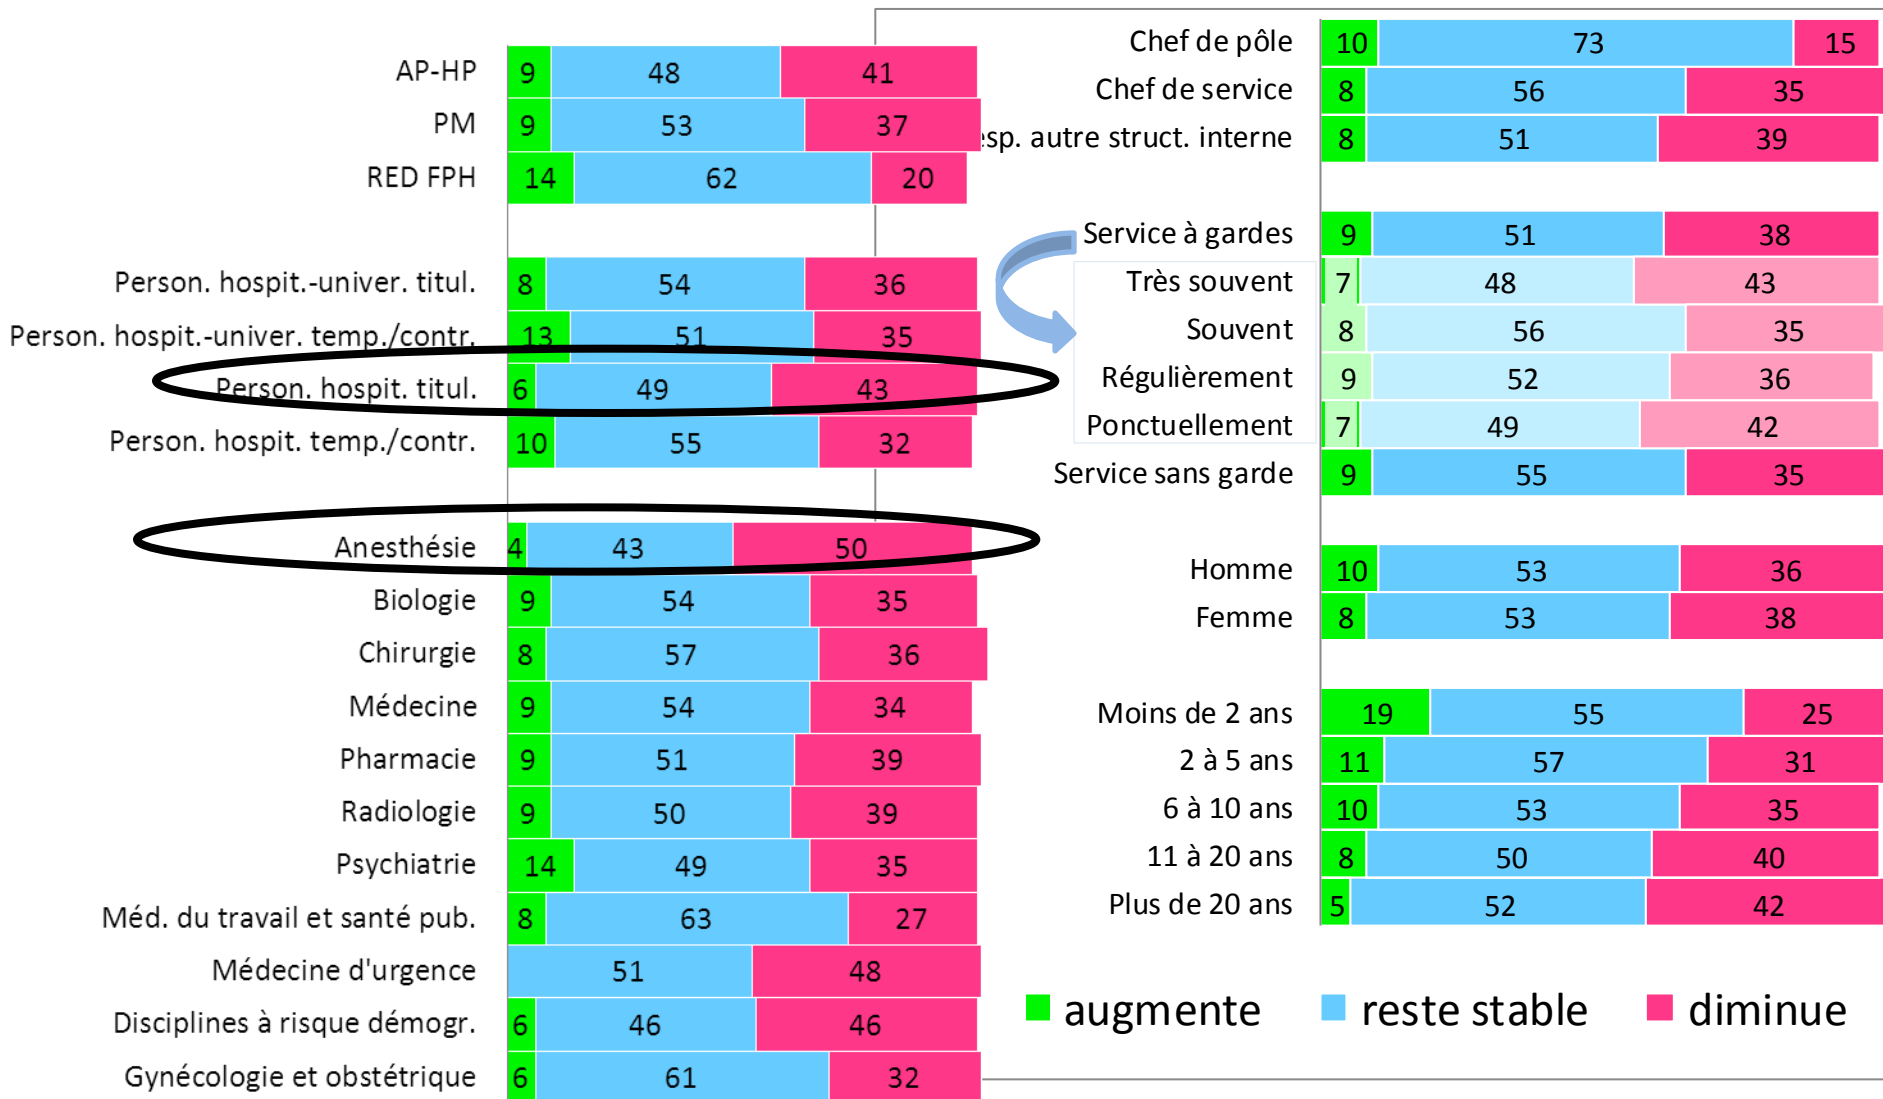 AP-HP 9 48 41
PM 9 53 37
RED FPH 14 62 20
Person. hospit.-univer. titul. 8 54 36
Person. hospit.-univer. temp./contr. 13 51 35
Person. hospit. titul. 6 49 43
Person. hospit. temp./contr. 10 55 32
Anesthésie 4 43 50
Biologie 9 54 35
Chirurgie 8 57 36
Médecine 9 54 34
Pharmacie 9 51 39
Radiologie 9 50 39
Psychiatrie 14 49 35
Méd. du travail et santé pub. 8 63 27
Médecine d'urgence 51 48
Disciplines à risque démogr. 6 46 46
Gynécologie et obstétrique 6 61 32
Chef de pôle 10 73 15
Chef de service 8 56 35
esp. autre struct. interne 8 51 39
Service à gardes 9 51 38
Très souvent 7 48 43
Souvent 8 56 35
Régulièrement 9 52 36
Ponctuellement 7 49 42
Service sans garde 9 55 35
Homme 10 53 36
Femme 8 53 38
Moins de 2 ans 19 55 25
2 à 5 ans 11 57 31
6 à 10 ans 10 53 35
11 à 20 ans 8 50 40
Plus de 20 ans 5 52 42
augmente reste stable diminue